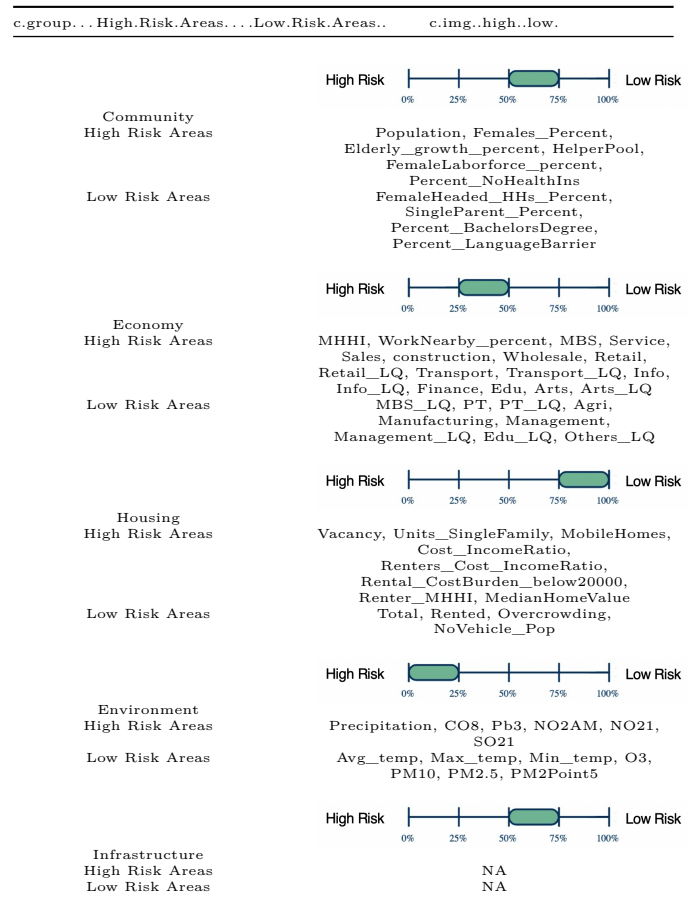 c.group...High.Risk.Areas....Low.Risk.Areas.. c.img..high..low.
High Risk Low Risk
0% 25% 50% 75% 100%
Community
High Risk Areas Population, Females_Percent,
Elderly_growth_percent, HelperPool,
FemaleLaborforce_percent,
Percent_NoHealthIns
Low Risk Areas FemaleHeaded_HHs_Percent,
SingleParent_Percent,
Percent_BachelorsDegree,
Percent_LanguageBarrier
High Risk Low Risk
0% 25% 50% 75% 100%
Economy
High Risk Areas MHHI, WorkNearby_percent, MBS, Service,
Sales, construction, Wholesale, Retail,
Retail_LQ, Transport, Transport_LQ, Info,
Info_LQ, Finance, Edu, Arts, Arts_LQ
Low Risk Areas MBS_LQ, PT, PT_LQ, Agri,
Manufacturing, Management,
Management_LQ, Edu_LQ, Others_LQ
High Risk Low Risk
0% 25% 50% 75% 100%
Housing
High Risk Areas Vacancy, Units_SingleFamily, MobileHomes,
Cost_IncomeRatio,
Renters_Cost_IncomeRatio,
Rental_CostBurden_below20000,
Renter_MHHI, MedianHomeValue
Low Risk Areas Total, Rented, Overcrowding,
NoVehicle_Pop
High Risk Low Risk
0% 25% 50% 75% 100%
Environment
High Risk Areas Precipitation, CO8, Pb3, NO2AM, NO21,
SO21
Low Risk Areas Avg_temp, Max_temp, Min_temp, O3,
PM10, PM2.5, PM2Point5
High Risk Low Risk
0% 25% 50% 75% 100%
Infrastructure
High Risk Areas NA
Low Risk Areas NA